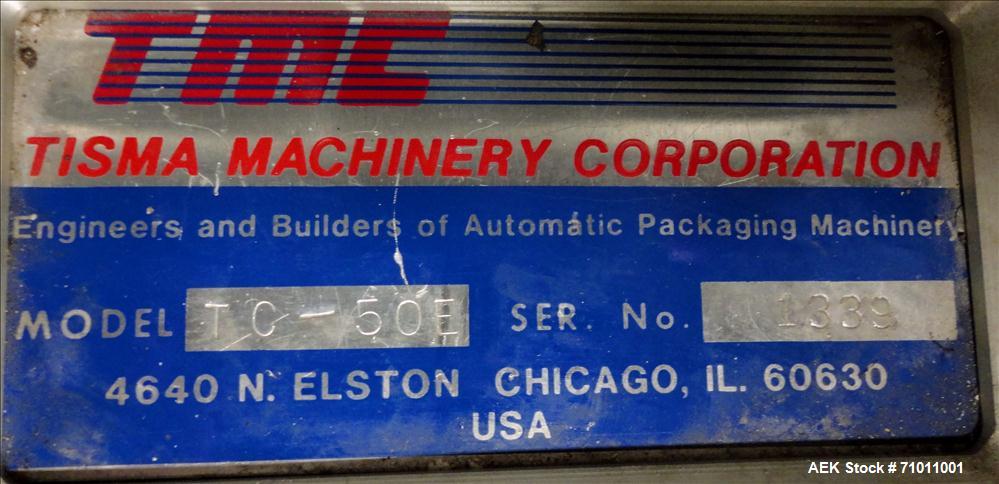 TMC
TISMA MACHINERY CORPORATION
Engineers and Builders of Automatic Packaging Machinery
MODEL TC-50E SER. No. 1339
4640 N. ELSTON CHICAGO, IL. 60630
USA
AEK Stock # 71011001